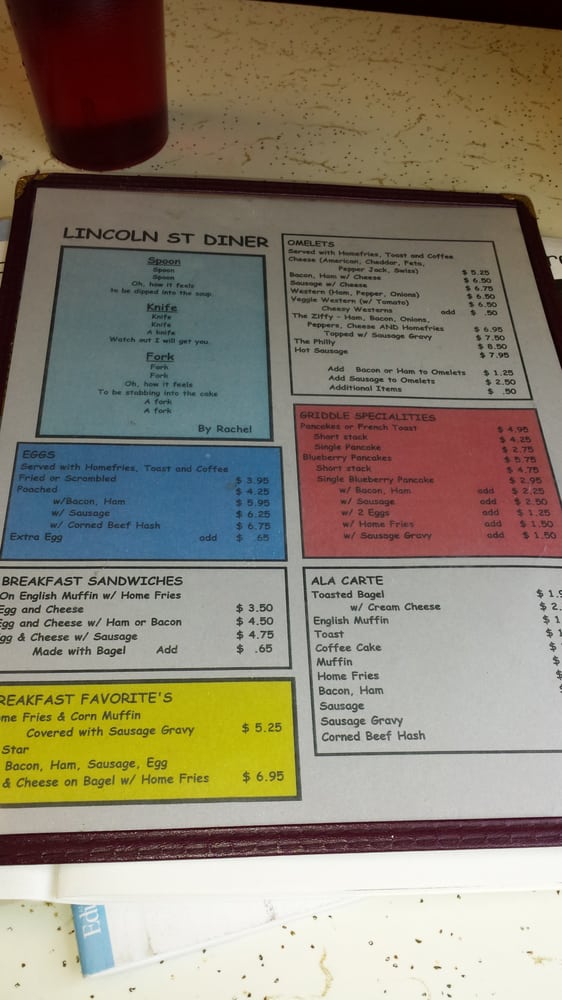 LINCOLN ST DINER
Spoon
Spoon
Spoon
Oh, how it feels
to be dipped into the soup.
Knife
Knife
Knife
A knife
Watch out I will get you.
Fork
Fork
Fork
Oh, how it feels
To be stabbing into the cake
A fork
A fork
By Rachel
EGGS
Served with Homefries, Toast and Coffee
Fried or Scrambled $ 3.95
Poached $ 4.25
w/Bacon, Ham $ 5.95
w/ Sausage $ 6.25
w/ Corned Beef Hash $ 6.75
Extra Egg add $ .65
BREAKFAST SANDWICHES
On English Muffin w/ Home Fries
Egg and Cheese $ 3.50
Egg and Cheese w/ Ham or Bacon $ 4.50
Egg & Cheese w/ Sausage $ 4.75
Made with Bagel Add $ .65
REAKFAST FAVORITE'S
ome Fries & Corn Muffin
Covered with Sausage Gravy $ 5.25
Star
Bacon, Ham, Sausage, Egg
& Cheese on Bagel w/ Home Fries $ 6.95
OMELETS
Served with Homefries, Toast and Coffee
Cheese (American, Cheddar, Feta,
Pepper Jack, Swiss) $ 5.25
Bacon, Ham w/ Cheese $ 6.50
Sausage w/ Cheese $ 6.75
Western (Ham, Pepper, Onions) $ 6.50
Veggie Western (w/ Tomato) $ 6.50
Cheesy Westerns add $ .50
The Ziffy - Ham, Bacon, Onions,
Peppers, Cheese AND Homefries $ 6.95
Topped w/ Sausage Gravy $ 7.50
The Philly $ 8.50
Hot Sausage $ 7.95
Add Bacon or Ham to Omelets $ 1.25
Add Sausage to Omelets $ 2.50
Additional Items $ .50
GRIDDLE SPECIALITIES
Pancakes or French Toast $ 4.95
Short stack $ 4.25
Single Pancake $ 2.75
Blueberry Pancakes $ 5.75
Short stack $ 4.75
Single Blueberry Pancake $ 2.95
w/ Bacon, Ham add $ 2.25
w/ Sausage add $ 2.50
w/ 2 Eggs add $ 1.25
w/ Home Fries add $ 1.50
w/ Sausage Gravy add $ 1.50
ALA CARTE
Toasted Bagel $ 1.9
w/ Cream Cheese $ 2.
English Muffin $ 1
Toast $ 1
Coffee Cake $
Muffin $
Home Fries $
Bacon, Ham
Sausage
Sausage Gravy
Corned Beef Hash